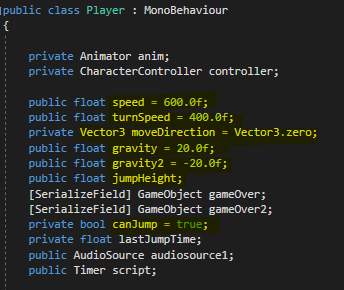 public class Player : MonoBehaviour
{
private Animator anim;
private CharacterController controller;
public float speed = 600.0f;
public float turnSpeed = 400.0f;
private Vector3 moveDirection = Vector3.zero;
public float gravity = 20.0f;
public float gravity2 = -20.0f;
public float jumpHeight;
[SerializeField] GameObject gameOver;
[SerializeField] GameObject gameOver2;
private bool canJump = true;
private float lastJumpTime;
public AudioSource audiosource1;
public Timer script;